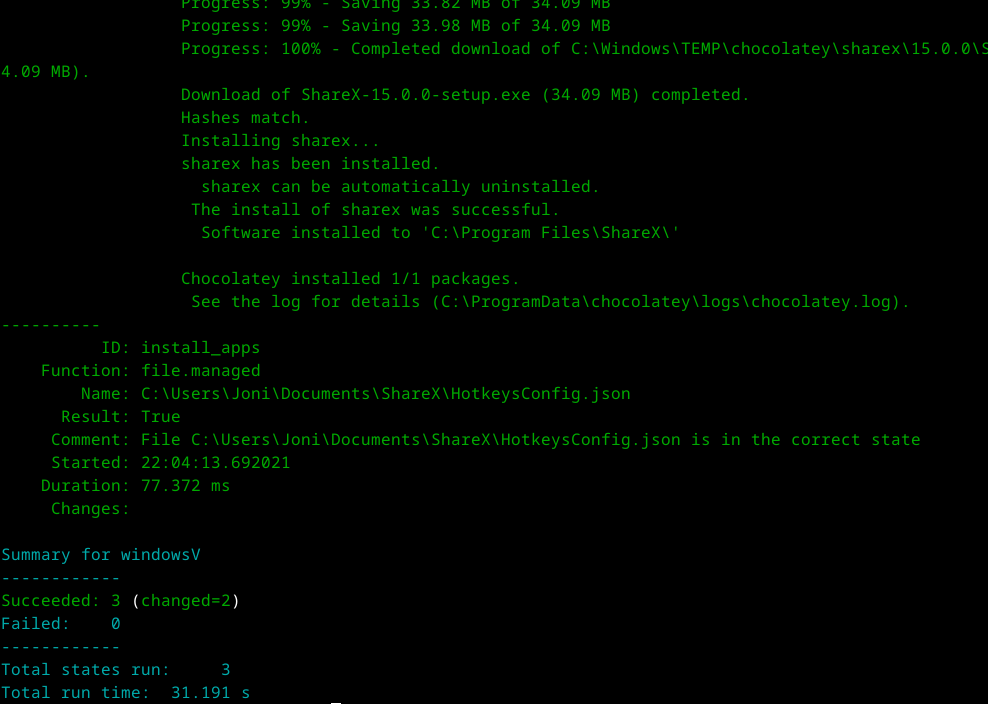 Progress: 99% - Saving 33.82 MB of 34.09 MB
Progress: 99% - Saving 33.98 MB of 34.09 MB
Progress: 100% - Completed download of C:\Windows\TEMP\chocolatey\sharex\15.0.0\S
4.09 MB).
Download of ShareX-15.0.0-setup.exe (34.09 MB) completed.
Hashes match.
Installing sharex...
sharex has been installed.
sharex can be automatically uninstalled.
The install of sharex was successful.
Software installed to 'C:\Program Files\ShareX\'
Chocolatey installed 1/1 packages.
See the log for details (C:\ProgramData\chocolatey\logs\chocolatey.log).
----------
ID: install_apps
Function: file.managed
Name: C:\Users\Joni\Documents\ShareX\HotkeysConfig.json
Result: True
Comment: File C:\Users\Joni\Documents\ShareX\HotkeysConfig.json is in the correct state
Started: 22:04:13.692021
Duration: 77.372 ms
Changes:
Summary for windowsV
------------
Succeeded: 3 (changed=2)
Failed:    0
------------
Total states run:     3
Total run time:  31.191 s